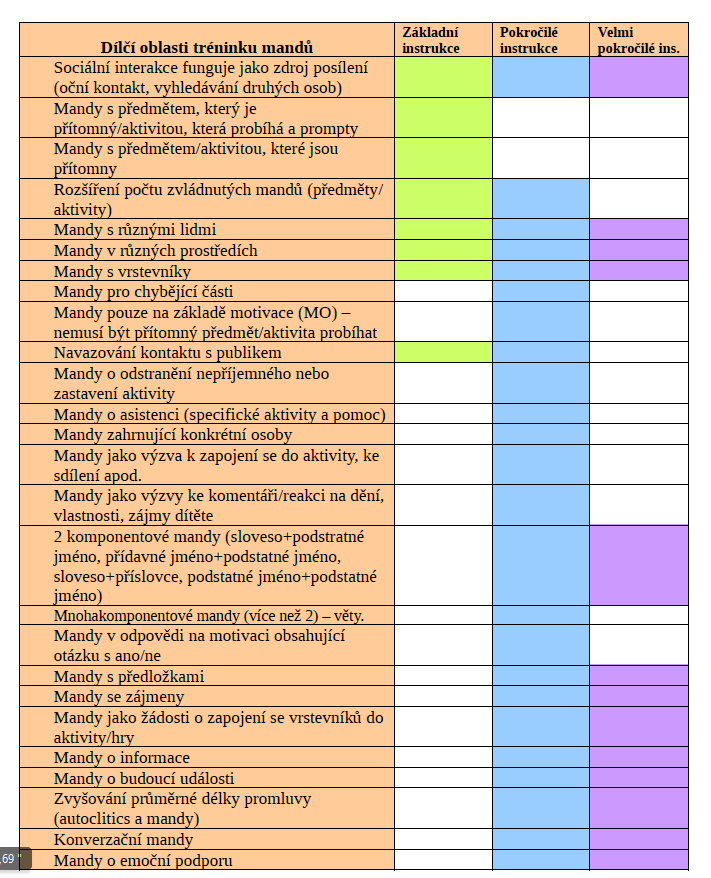 Dílčí oblasti tréninku mandů
Základní
instrukce
Pokročilé
instrukce
Velmi
pokročilé ins.
Sociální interakce funguje jako zdroj posílení
(oční kontakt, vyhledávání druhých osob)
Mandy s předmětem, který je
přítomný/aktivitou, která probíhá a prompty
Mandy s předmětem/aktivitou, které jsou
přítomny
Rozšíření počtu zvládnutých mandů (předměty/
aktivity)
Mandy s různými lidmi
Mandy v různých prostředích
Mandy s vrstevníky
Mandy pro chybějící části
Mandy pouze na základě motivace (MO) –
nemusí být přítomný předmět/aktivita probíhat
Navazování kontaktu s publikem
Mandy o odstranění nepříjemného nebo
zastavení aktivity
Mandy o asistenci (specifické aktivity a pomoc)
Mandy zahrnující konkrétní osoby
Mandy jako výzva k zapojení se do aktivity, ke
sdílení apod.
Mandy jako výzvy ke komentáři/reakci na dění,
vlastnosti, zájmy dítěte
2 komponentové mandy (sloveso+podstratné
jméno, přídavné jméno+podstatné jméno,
sloveso+příslovce, podstatné jméno+podstatné
jméno)
Mnohakomponentové mandy (více než 2) – věty.
Mandy v odpovědi na motivaci obsahující
otázku s ano/ne
Mandy s předložkami
Mandy se zájmeny
Mandy jako žádosti o zapojení se vrstevníků do
aktivity/hry
Mandy o informace
Mandy o budoucí události
Zvyšování průměrné délky promluvy
(autoclitics a mandy)
Konverzační mandy
Mandy o emoční podporu
,69 "